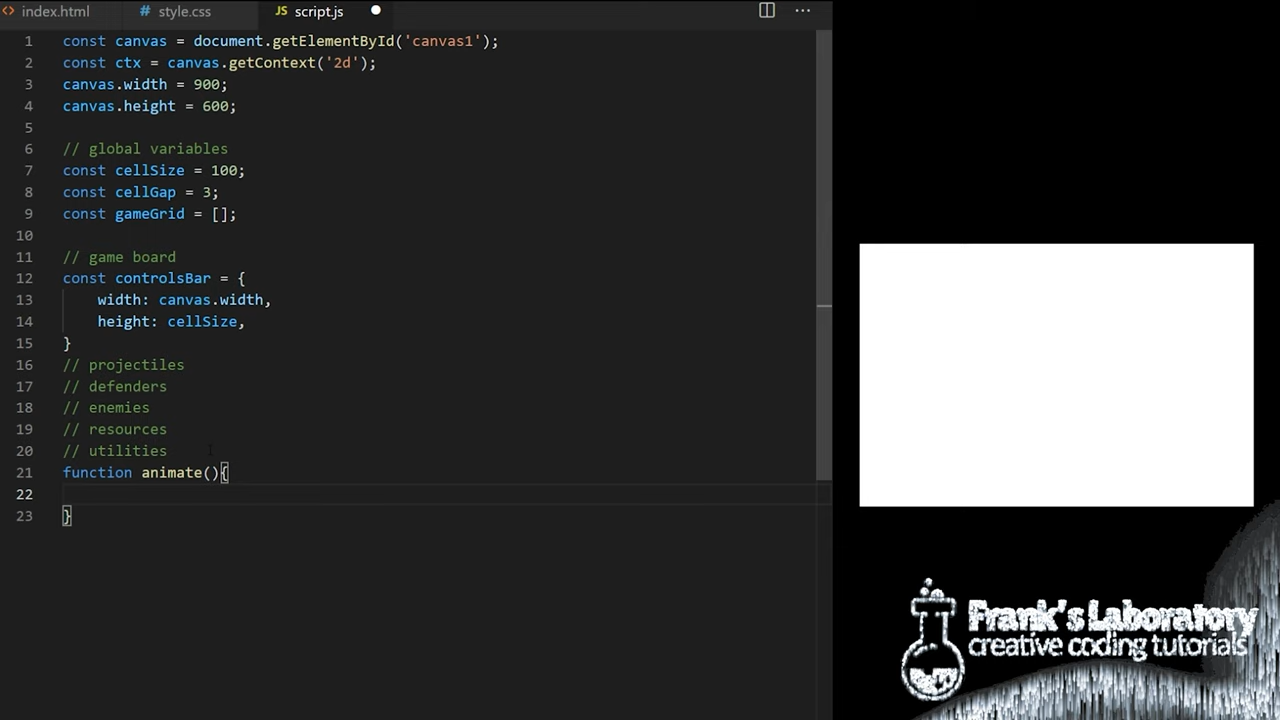 index.html
# style.css
JS script.js
1 const canvas = document.getElementById('canvas1');
2 const ctx = canvas.getContext('2d');
3 canvas.width = 900;
4 canvas.height = 600;
5
6 // global variables
7 const cellSize = 100;
8 const cellGap = 3;
9 const gameGrid = [];
10
11 // game board
12 const controlsBar = {
13     width: canvas.width,
14     height: cellSize,
15 }
16 // projectiles
17 // defenders
18 // enemies
19 // resources
20 // utilities
21 function animate(){
22
23 }
Frank's Laboratory
creative coding tutorials